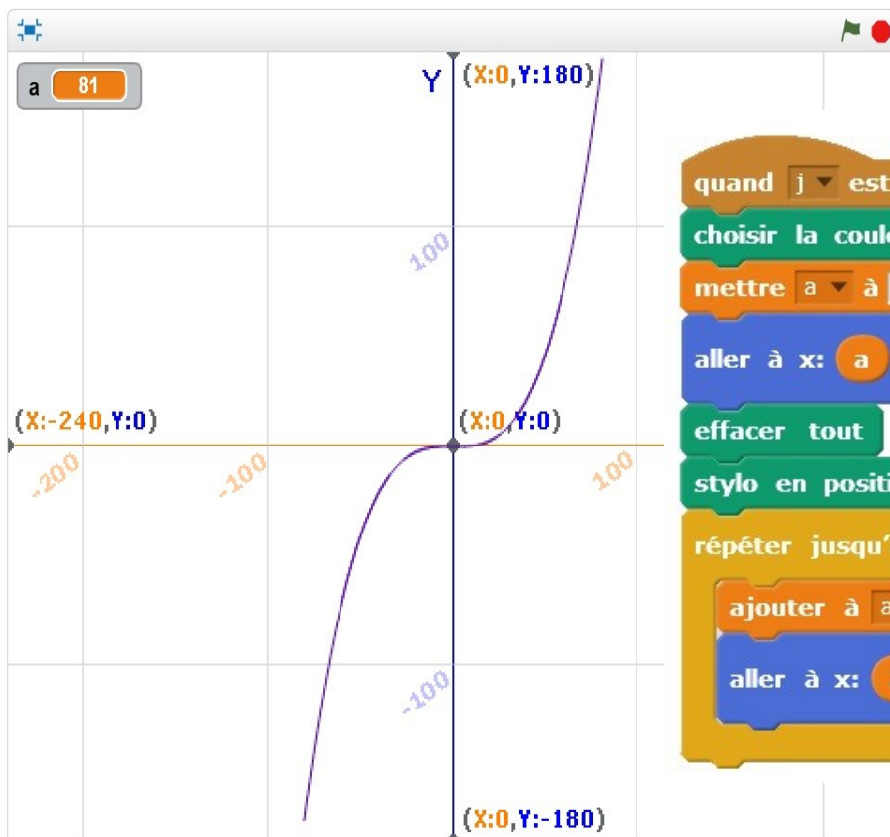 a 81
Y (X:0,Y:180)
100
(X:-240,Y:0) (X:0,Y:0)
-200 -100 100
-100
(X:0,Y:-180)
quand j est
choisir la coul
mettre a à
aller à x: a
effacer tout
stylo en positi
répéter jusqu'
ajouter à a
aller à x: